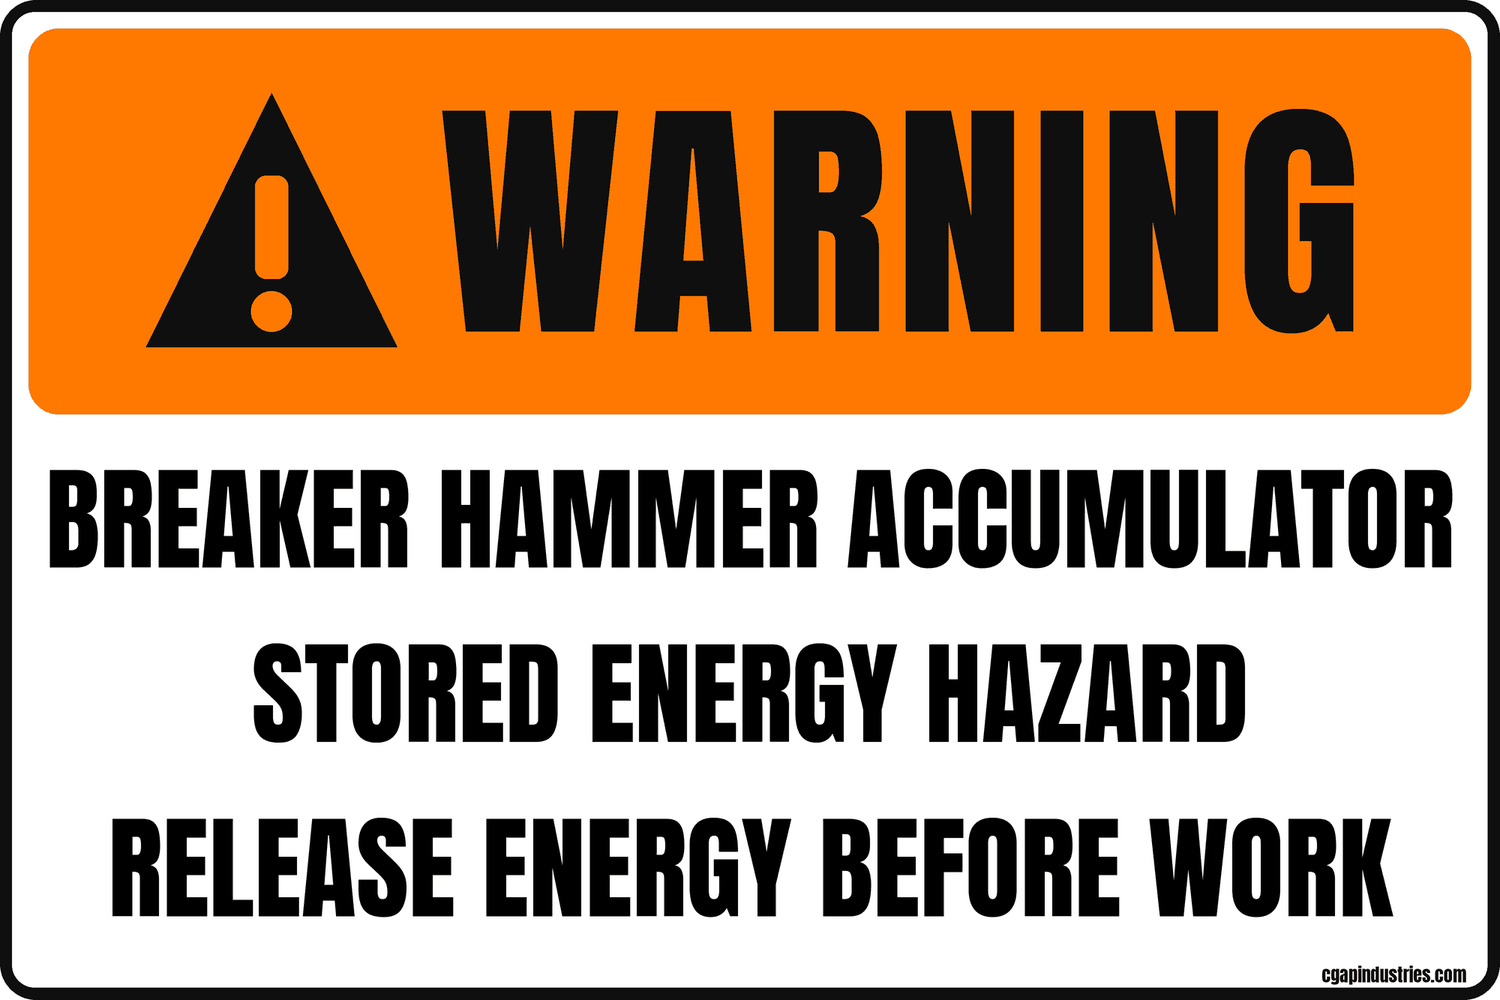 WARNING
BREAKER HAMMER ACCUMULATOR
STORED ENERGY HAZARD
RELEASE ENERGY BEFORE WORK
cgapindustries.com